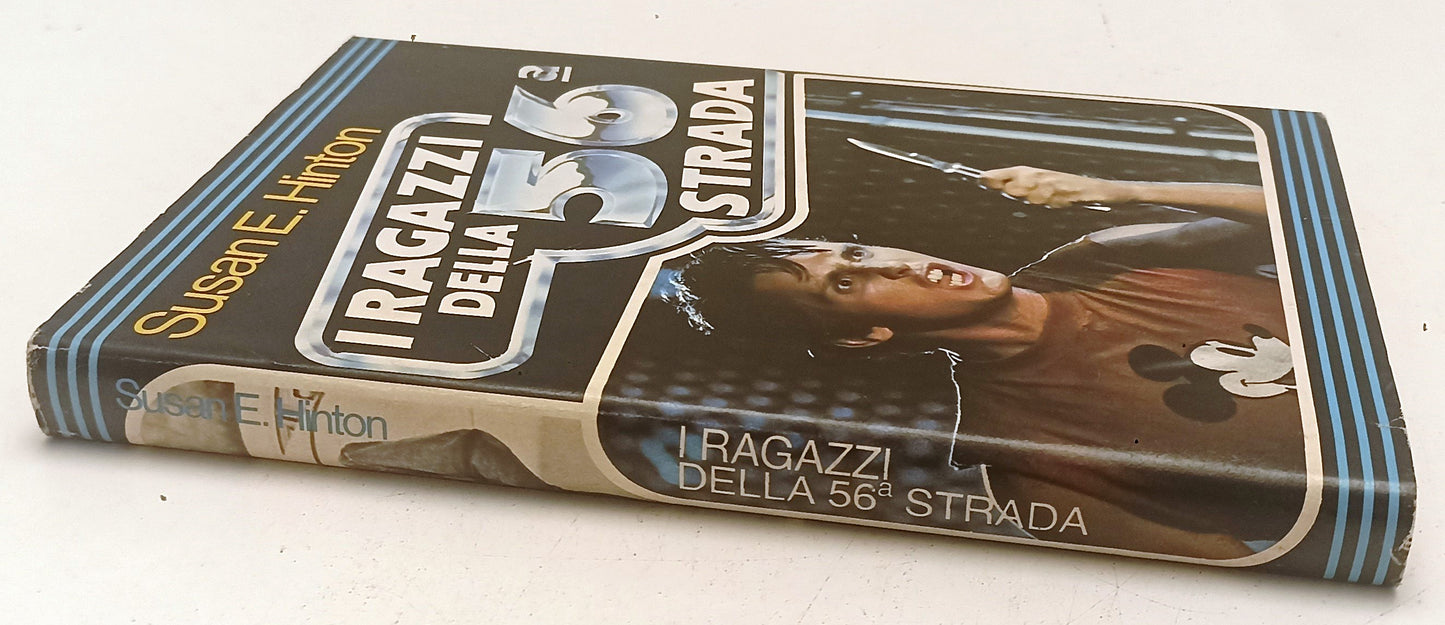 Susan E. Hinton
I RAGAZZI
DELLA
56ª
STRADA
Susan E. Hinton
I RAGAZZI
DELLA 56ª STRADA